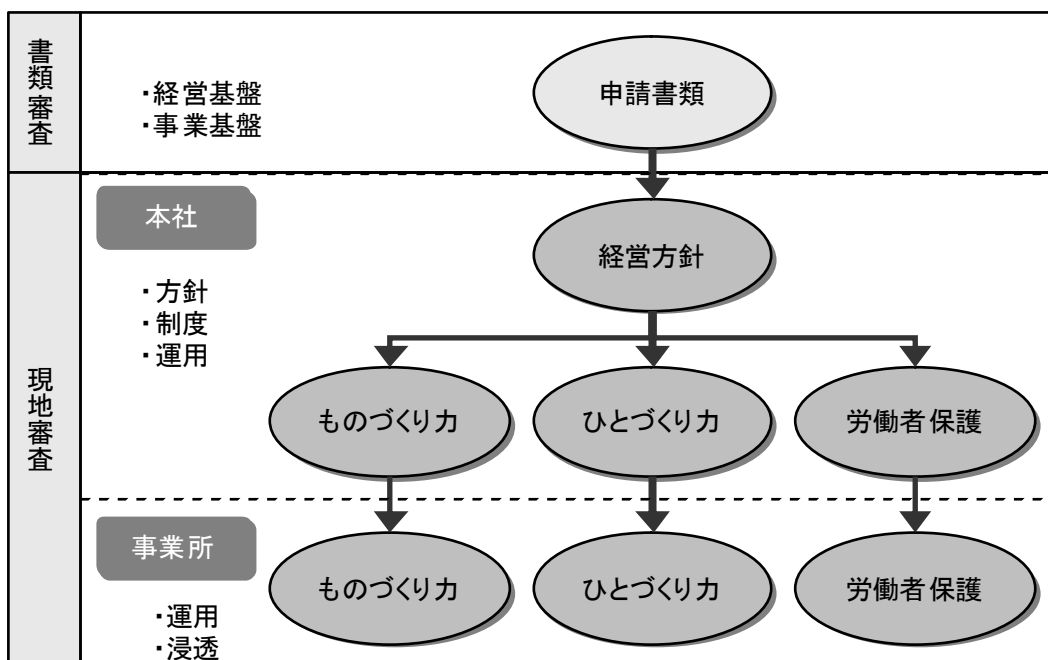 書類審査
・経営基盤
・事業基盤
申請書類
現地審査
本社
・方針
・制度
・運用
経営方針
ものづくり力
ひとづくり力
労働者保護
事業所
・運用
・浸透
ものづくり力
ひとづくり力
労働者保護